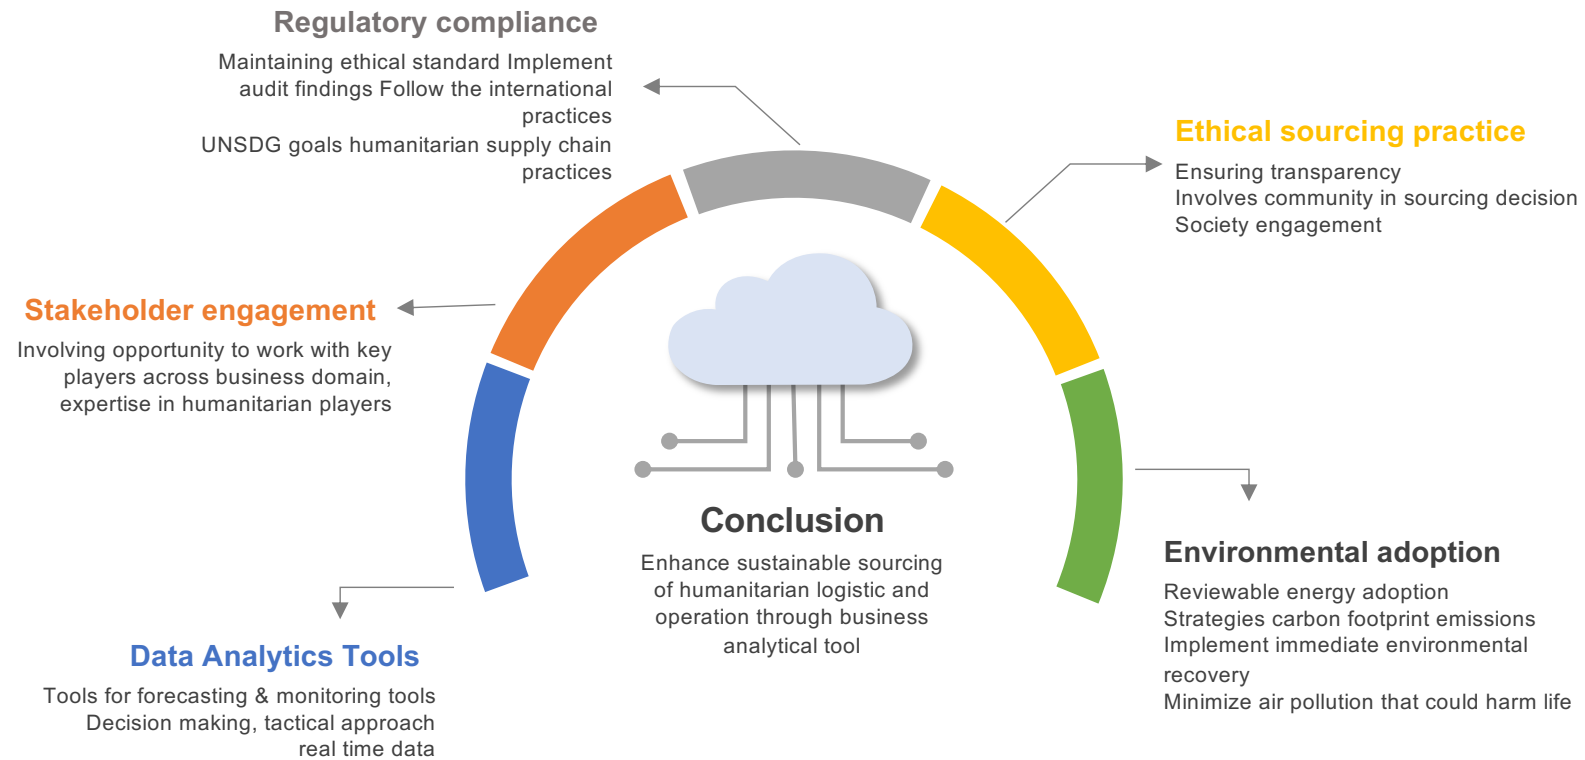 Regulatory compliance
Maintaining ethical standard Implement
audit findings Follow the international
practices
UNSDG goals humanitarian supply chain
practices
Ethical sourcing practice
Ensuring transparency
Involves community in sourcing decision
Society engagement
Stakeholder engagement
Involving opportunity to work with key
players across business domain,
expertise in humanitarian players
Conclusion
Enhance sustainable sourcing
of humanitarian logistic and
operation through business
analytical tool
Environmental adoption
Reviewable energy adoption
Strategies carbon footprint emissions
Implement immediate environmental
recovery
Minimize air pollution that could harm life
Data Analytics Tools
Tools for forecasting & monitoring tools
Decision making, tactical approach
real time data